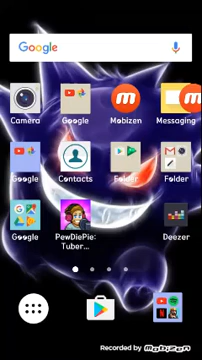 Google
Camera
Google
Mobizen
Messaging
Google
Contacts
Folder
Folder
Google
PewDiePie:
Tuber...
Deezer
Recorded by Mobizen